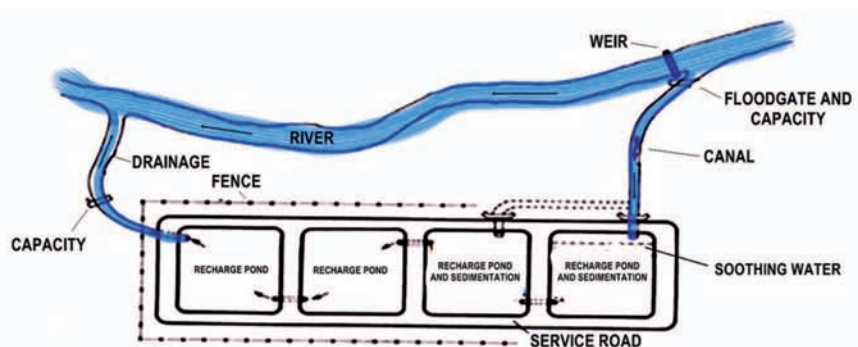 WEIR
FLOODGATE AND
CAPACITY
RIVER
CANAL
DRAINAGE
FENCE
CAPACITY
RECHARGE POND
RECHARGE POND
RECHARGE POND
AND SEDIMENTATION
RECHARGE POND
AND SEDIMENTATION
SOOTHING WATER
SERVICE ROAD